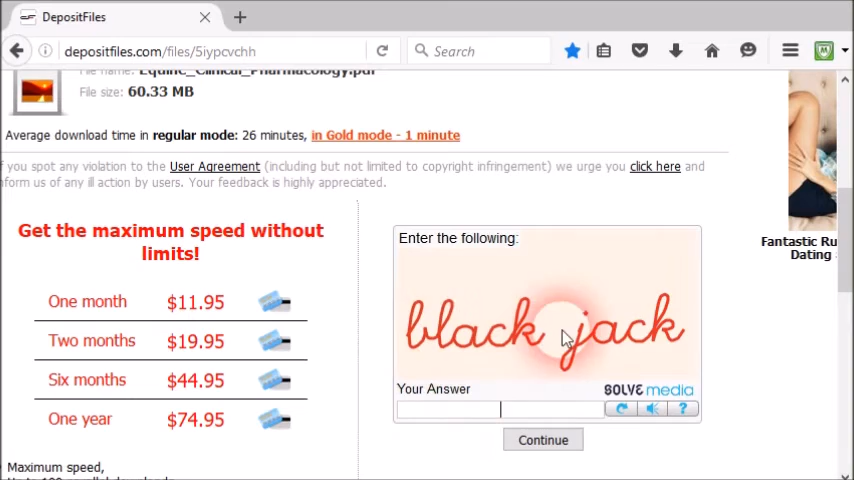 DepositFiles
depositfiles.com/files/5iypcvchh
Search
File name: Equine_Clinical_Pharmacology.pdf
File size: 60.33 MB
Average download time in regular mode: 26 minutes, in Gold mode - 1 minute
f you spot any violation to the User Agreement (including but not limited to copyright infringement) we urge you click here and
nform us of any ill action by users. Your feedback is highly appreciated.
Get the maximum speed without
limits!
One month $11.95
Two months $19.95
Six months $44.95
One year $74.95
Maximum speed,
Enter the following:
black jack
Your Answer
SOLVE media
?
Continue
Fantastic Ru
Dating